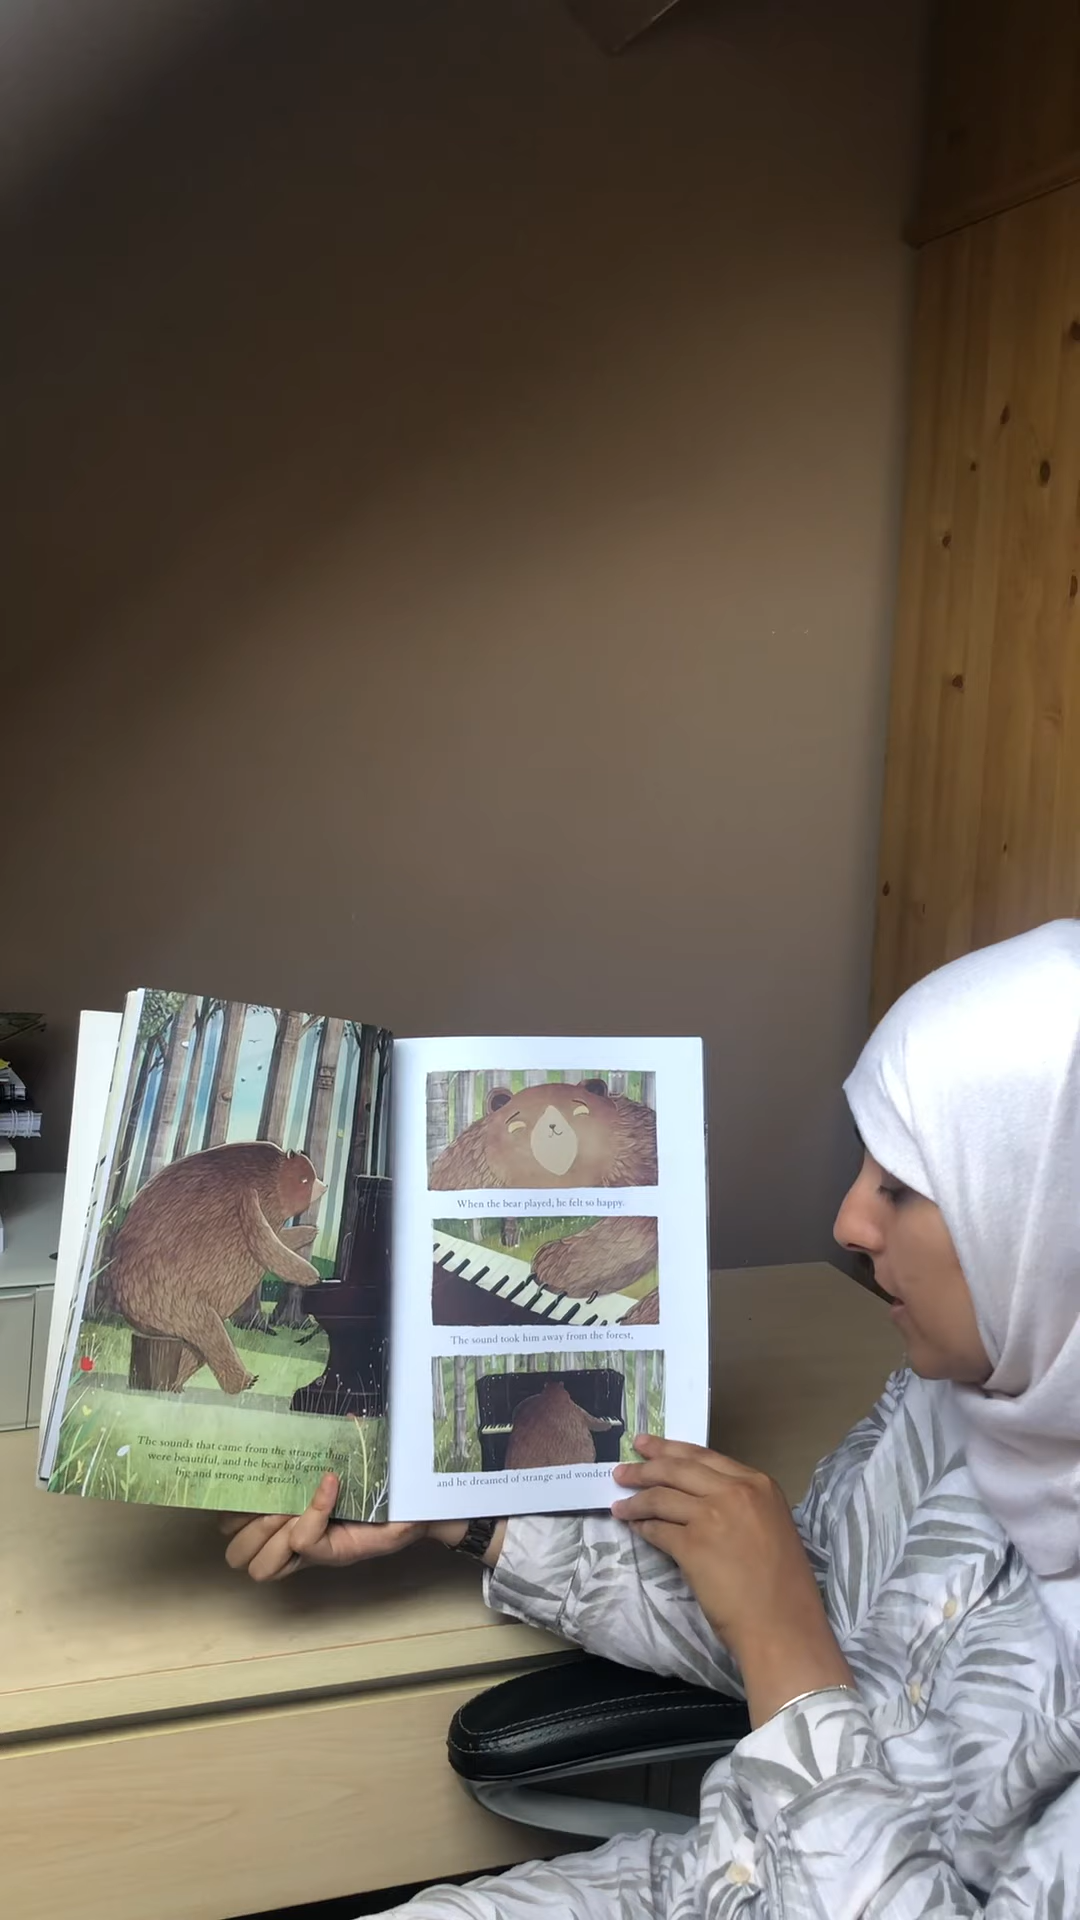 The sounds that came from the strange thing
were beautiful, and the bear had grown
big and strong and grizzly.
When the bear played, he felt so happy.
The sound took him away from the forest,
and he dreamed of strange and